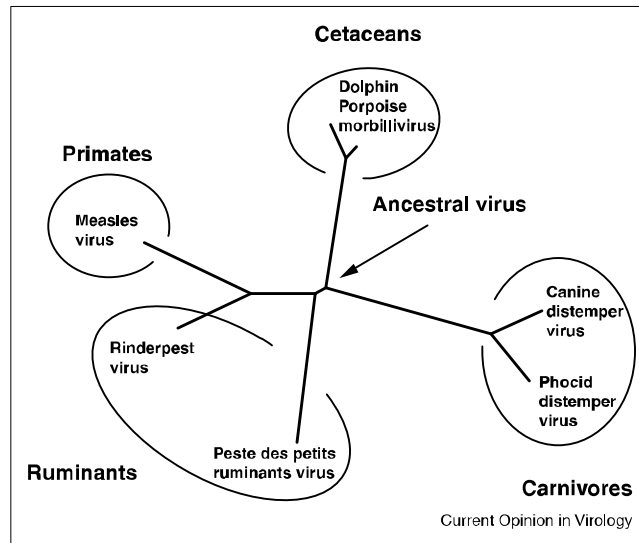 Cetaceans
Dolphin
Porpoise
morbillivirus
Primates
Measles
virus
Ancestral virus
Canine
distemper
virus
Rinderpest
virus
Phocid
distemper
virus
Peste des petits
ruminants virus
Ruminants
Carnivores
Current Opinion in Virology